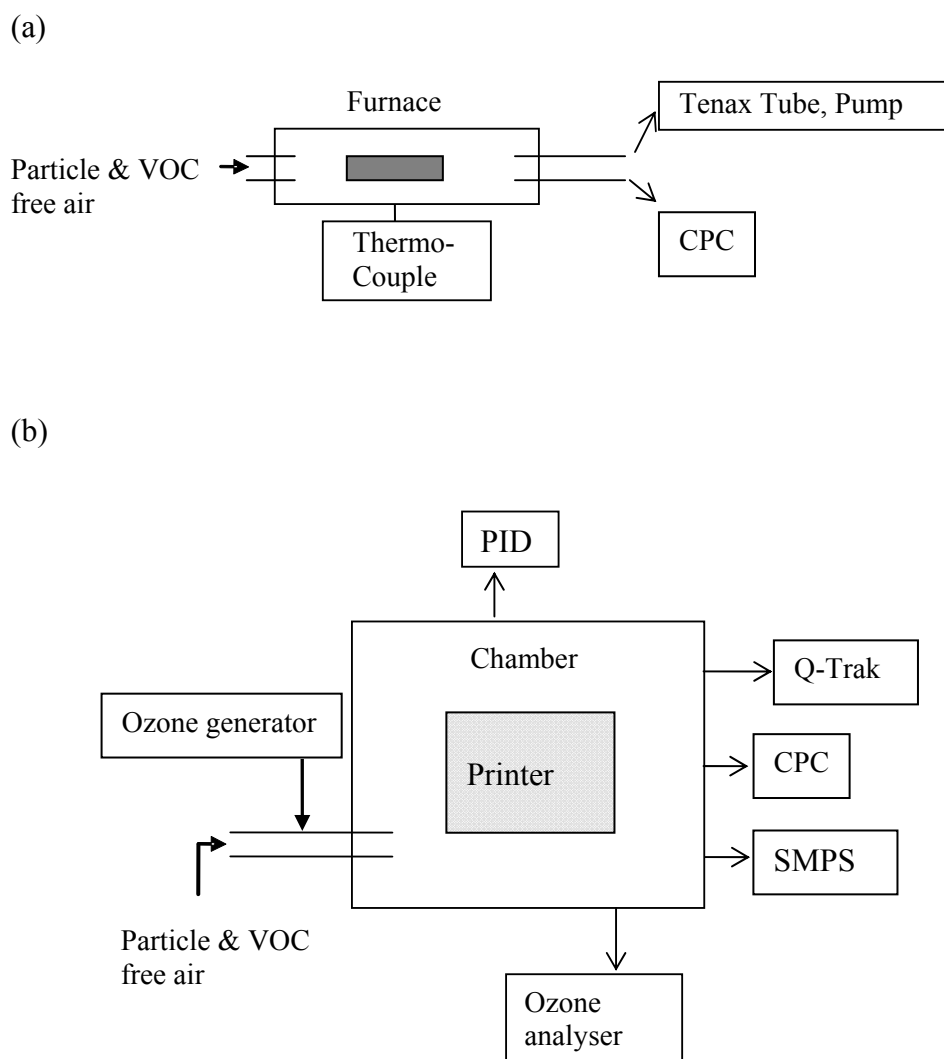 (a)
Furnace
Tenax Tube, Pump
Particle & VOC
free air
CPC
Thermo-
Couple
(b)
PID
Chamber
Q-Trak
Ozone generator
CPC
Printer
SMPS
Particle & VOC
free air
Ozone
analyser